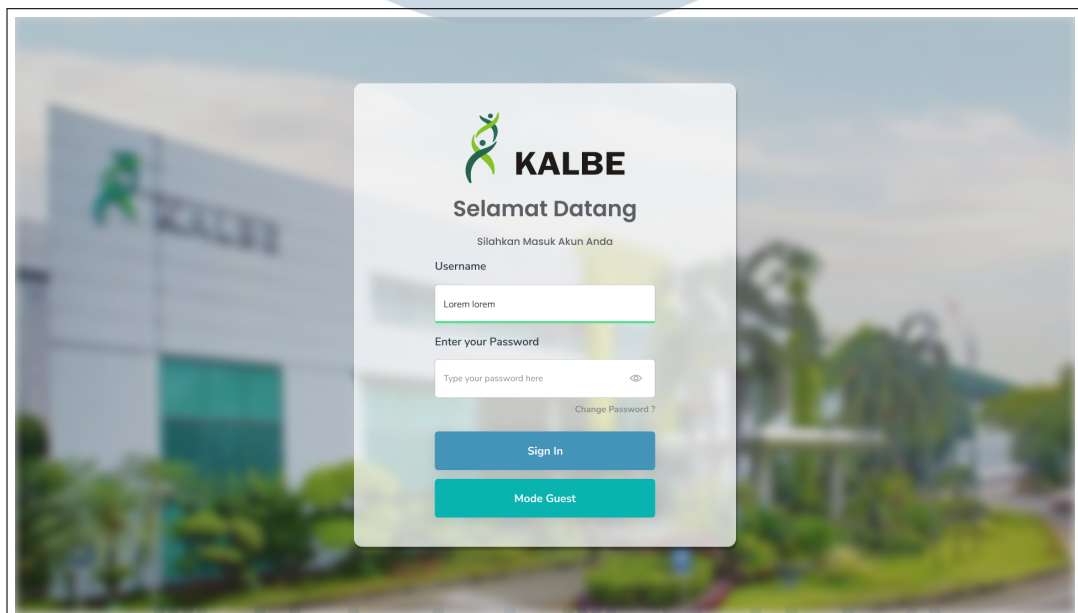 KALBE
KALBE
Selamat Datang
Silahkan Masuk Akun Anda
Username
Lorem lorem
Enter your Password
Type your password here
Change Password ?
Sign In
Mode Guest